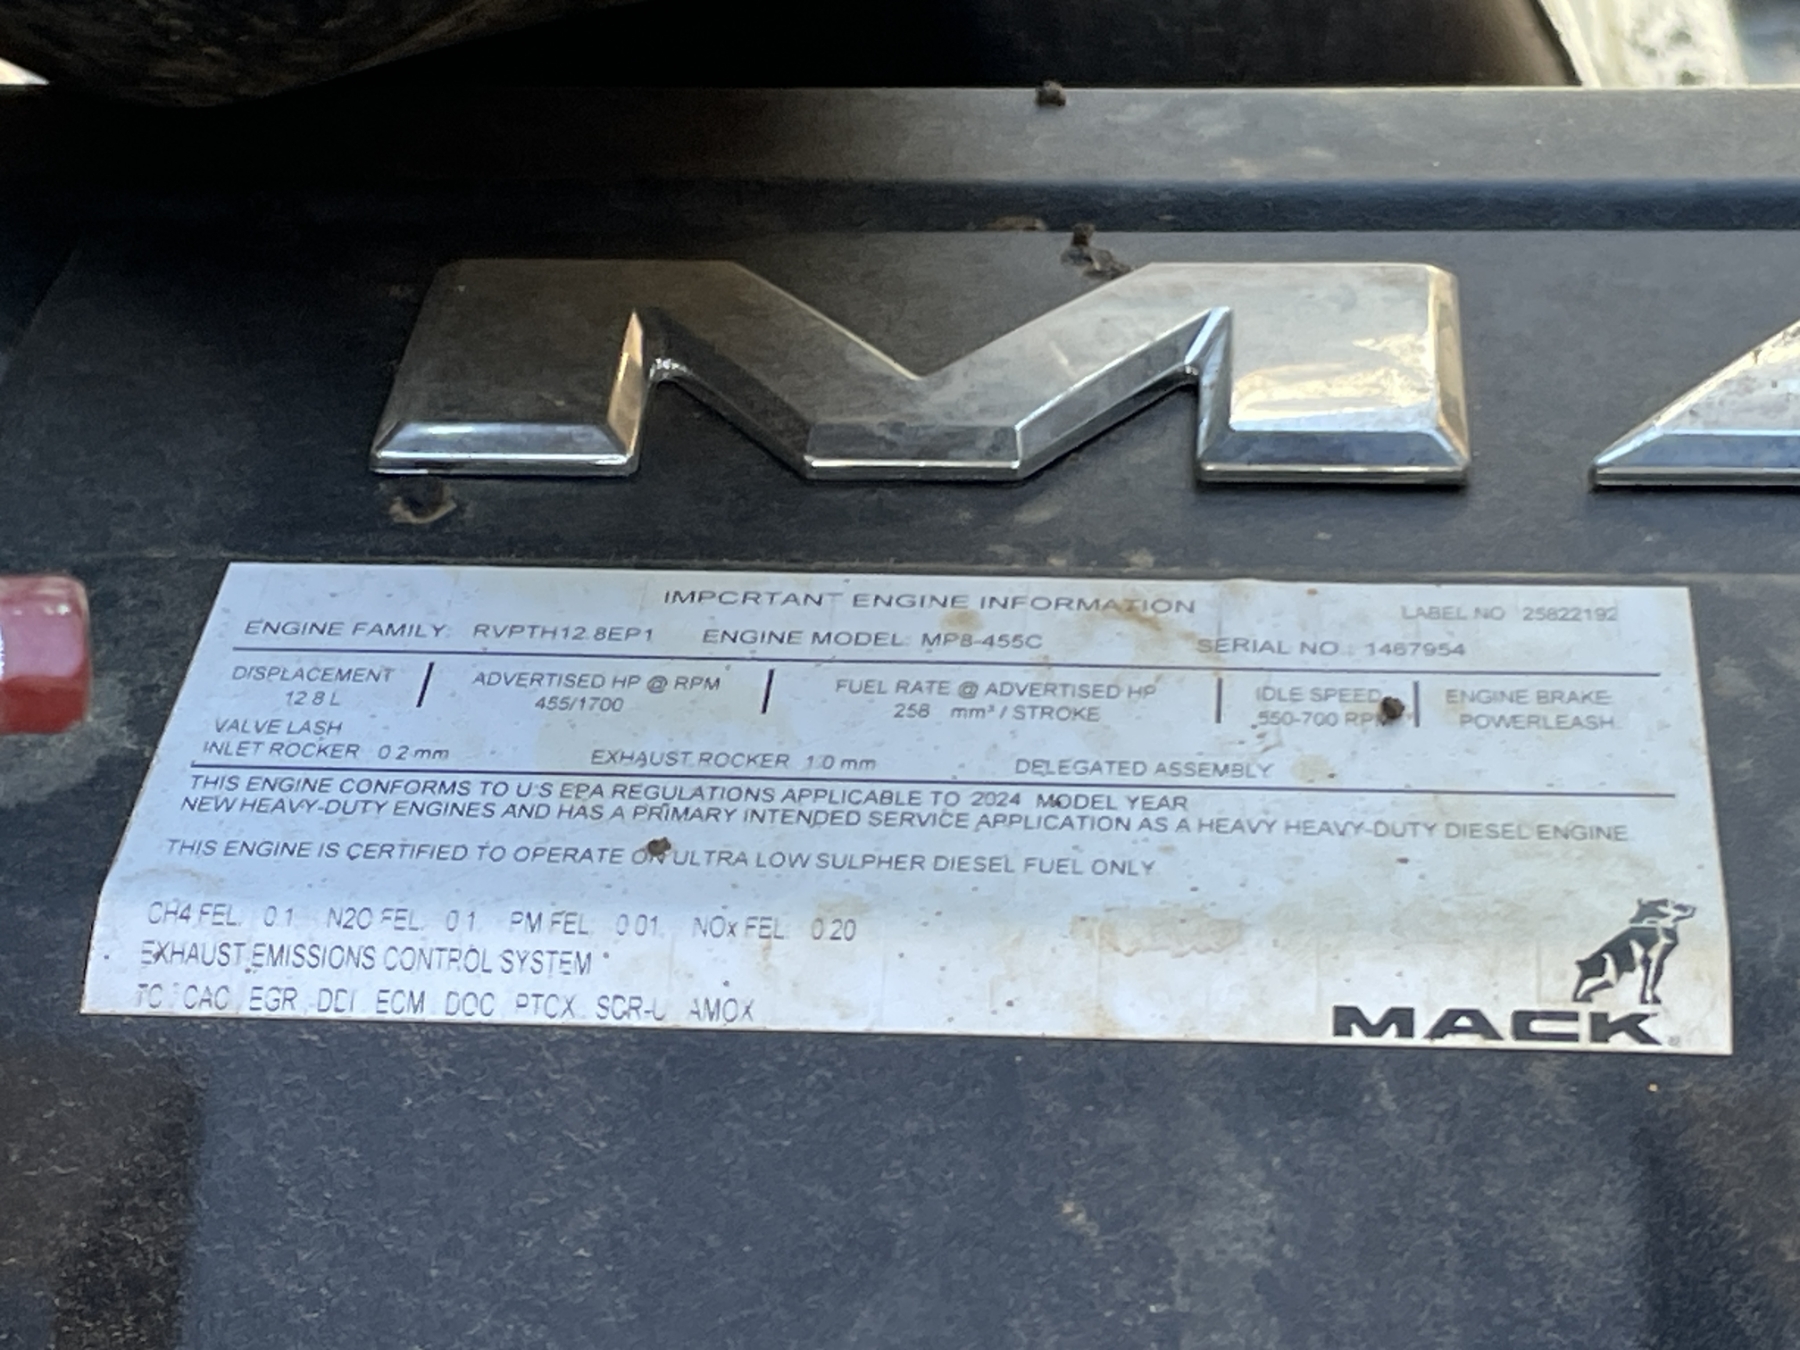 IMPORTANT ENGINE INFORMATION
LABEL NO 25822192
ENGINE FAMILY: RVPTH12.8EP1 ENGINE MODEL: MP8-455C SERIAL NO.: 1467954
DISPLACEMENT ADVERTISED HP @ RPM FUEL RATE @ ADVERTISED HP IDLE SPEED ENGINE BRAKE
12.8 L 455/1700 258 mm³ / STROKE 550-700 RPM POWERLEASH
VALVE LASH
INLET ROCKER 0.2 mm EXHAUST ROCKER 1.0 mm DELEGATED ASSEMBLY
THIS ENGINE CONFORMS TO U.S EPA REGULATIONS APPLICABLE TO 2024 MODEL YEAR
NEW HEAVY-DUTY ENGINES AND HAS A PRIMARY INTENDED SERVICE APPLICATION AS A HEAVY HEAVY-DUTY DIESEL ENGINE
THIS ENGINE IS CERTIFIED TO OPERATE ON ULTRA LOW SULPHER DIESEL FUEL ONLY
CH4 FEL: 0.1 N2O FEL: 0.1 PM FEL: 0.01 NOx FEL: 0.20
EXHAUST EMISSIONS CONTROL SYSTEM
TC CAC EGR DDI ECM DOC PTOX SCR-U AMOX
MACK